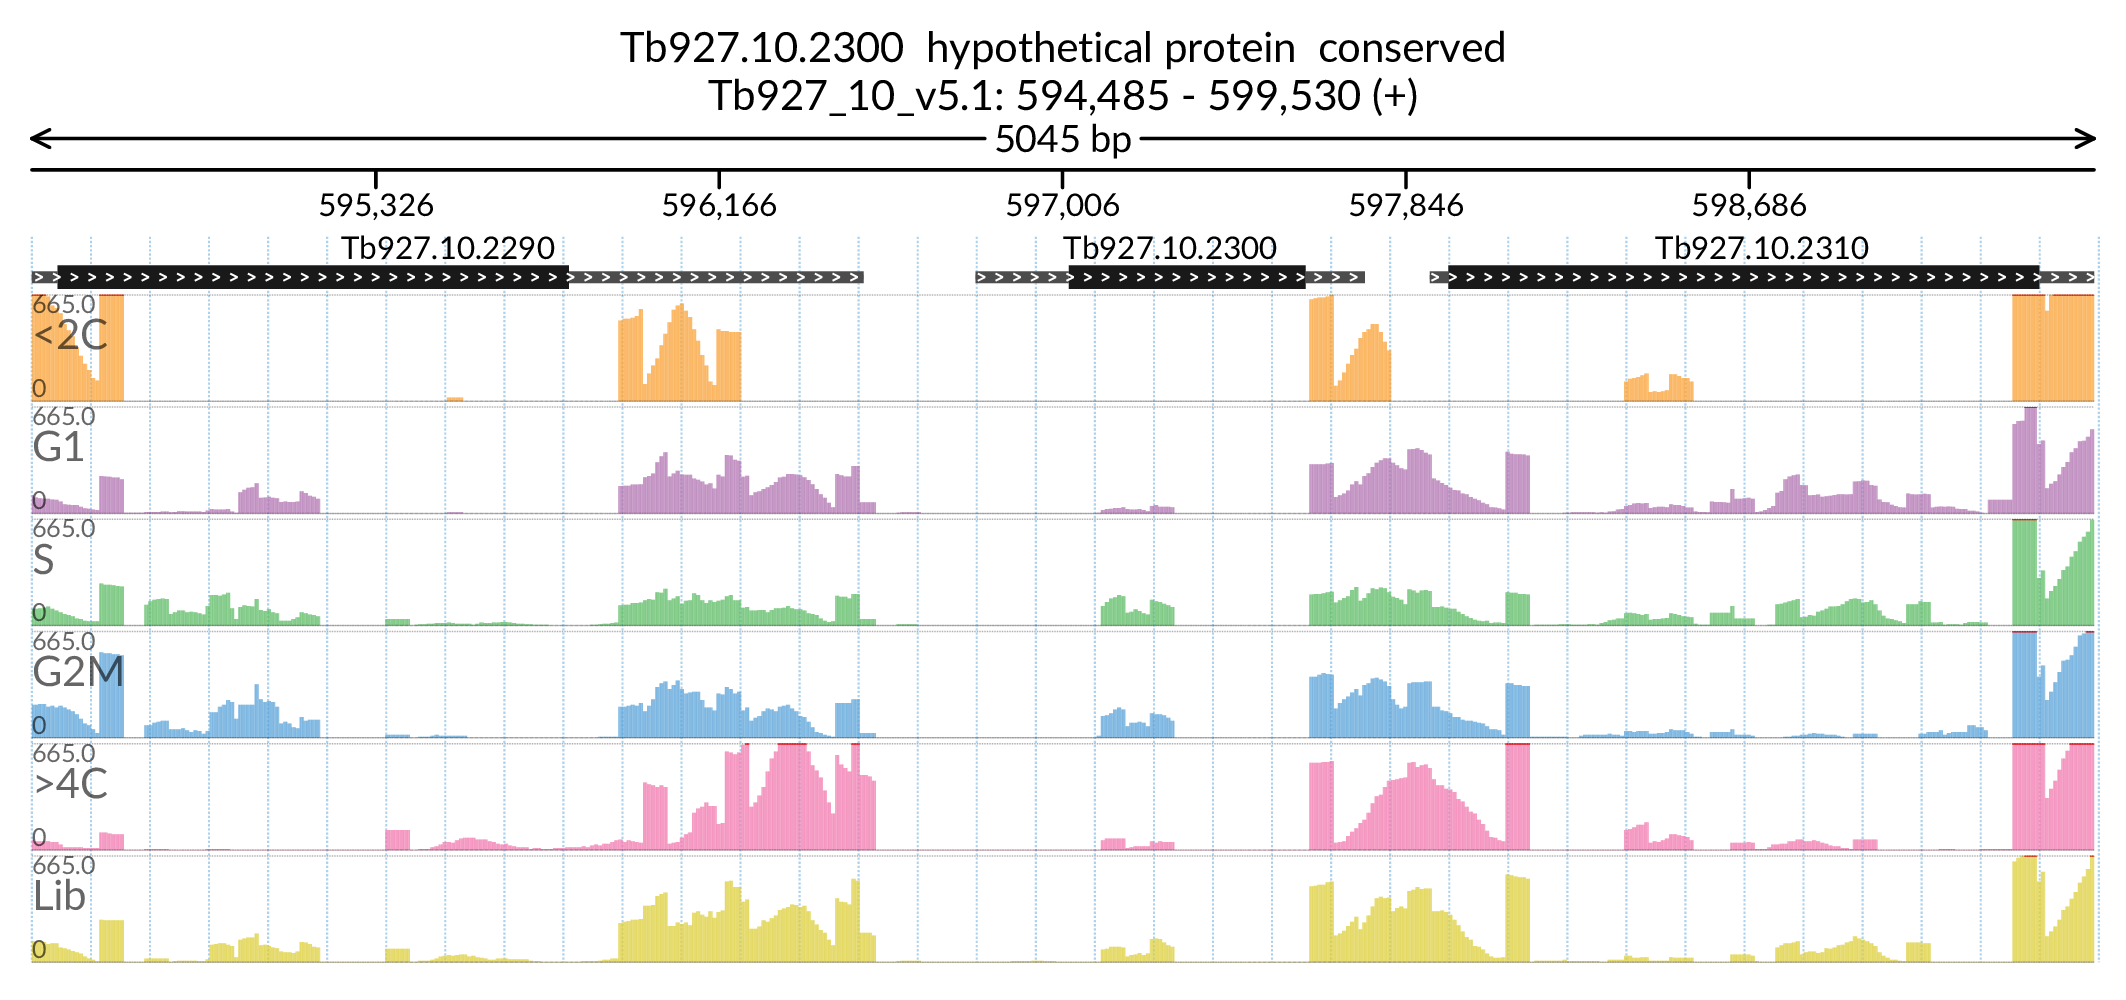 Tb927.10.2300 hypothetical protein conserved
Tb927_10_v5.1: 594,485 - 599,530 (+)
5045 bp
595,326 596,166 597,006 597,846 598,686
Tb927.10.2290 Tb927.10.2300 Tb927.10.2310
665.0
<2C
0
665.0
G1
0
665.0
S
0
665.0
G2M
0
665.0
>4C
0
665.0
Lib
0